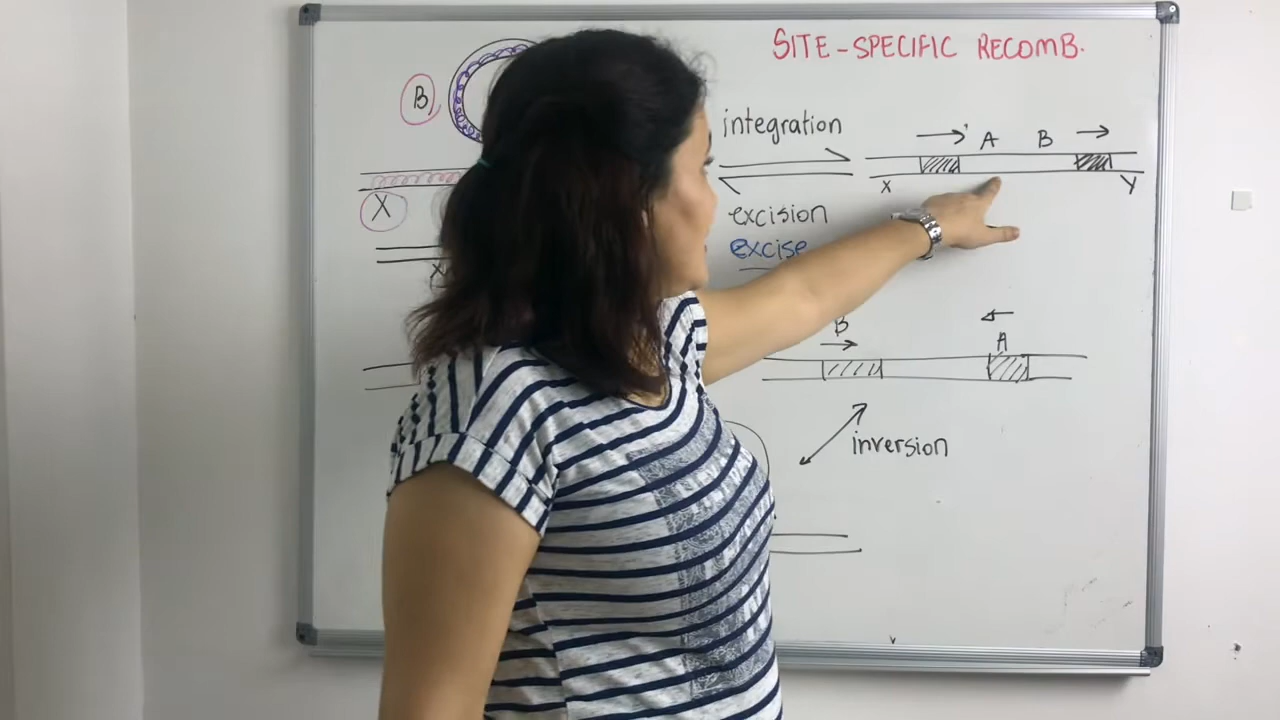 SITE-SPECIFIC RECOMB.
B
integration
A B
X Y
X
excision
excise
X
B
A
inversion